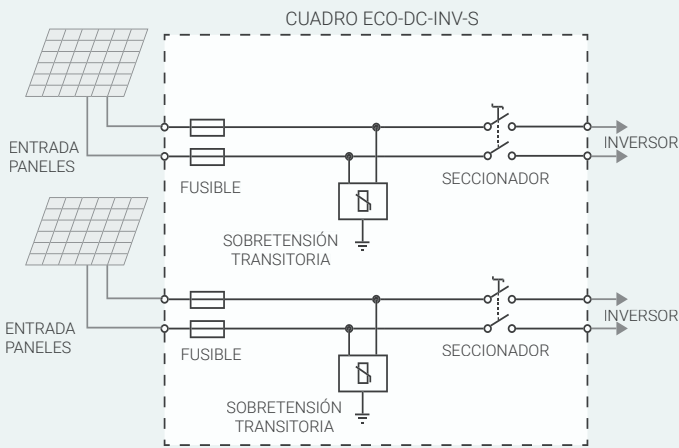 CUADRO ECO-DC-INV-S
ENTRADA
PANELES
FUSIBLE
SECCIONADOR
INVERSOR
SOBRETENSIÓN
TRANSITORIA
ENTRADA
PANELES
FUSIBLE
SECCIONADOR
INVERSOR
SOBRETENSIÓN
TRANSITORIA